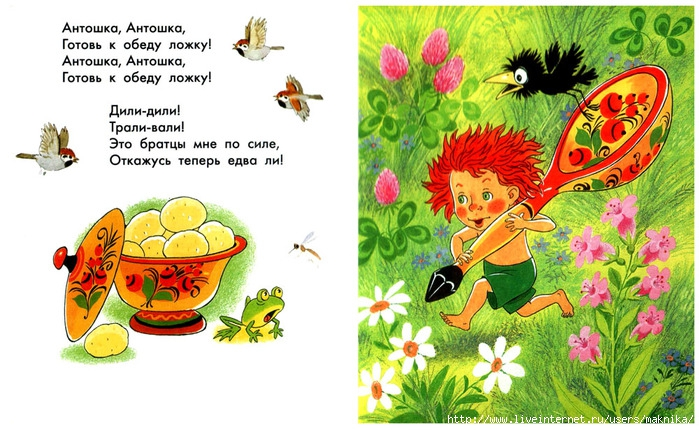 Антошка, Антошка,
Готовь к обеду ложку!
Антошка, Антошка,
Готовь к обеду ложку!
Дили-дили!
Трали-вали!
Это братцы мне по силе,
Откажусь теперь едва ли!
http://www.liveinternet.ru/users/maknika/